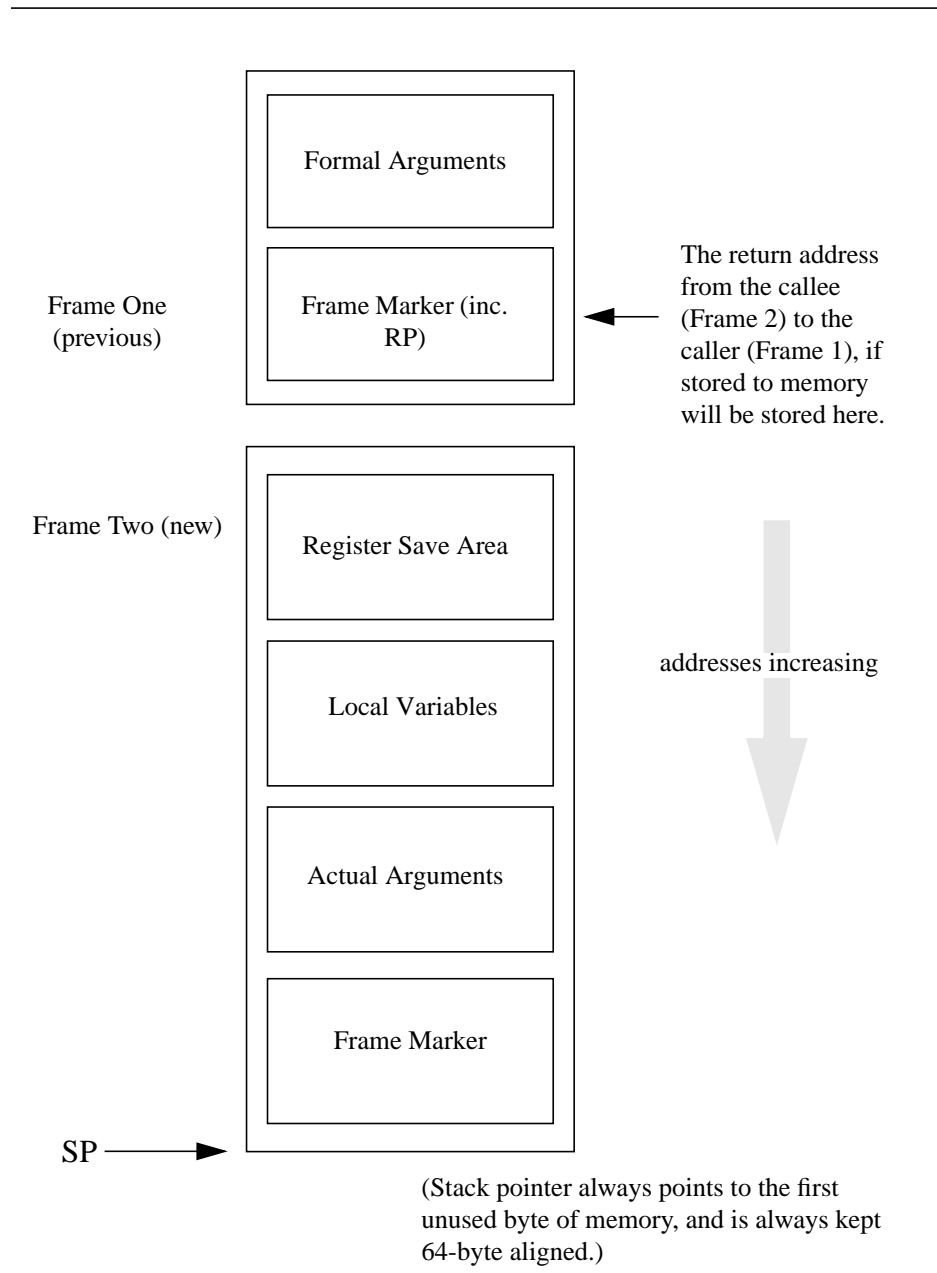 Formal Arguments
Frame One
(previous)
Frame Marker (inc.
RP)
The return address
from the callee
(Frame 2) to the
caller (Frame 1), if
stored to memory
will be stored here.
Frame Two (new)
Register Save Area
Local Variables
addresses increasing
Actual Arguments
Frame Marker
SP
(Stack pointer always points to the first
unused byte of memory, and is always kept
64-byte aligned.)